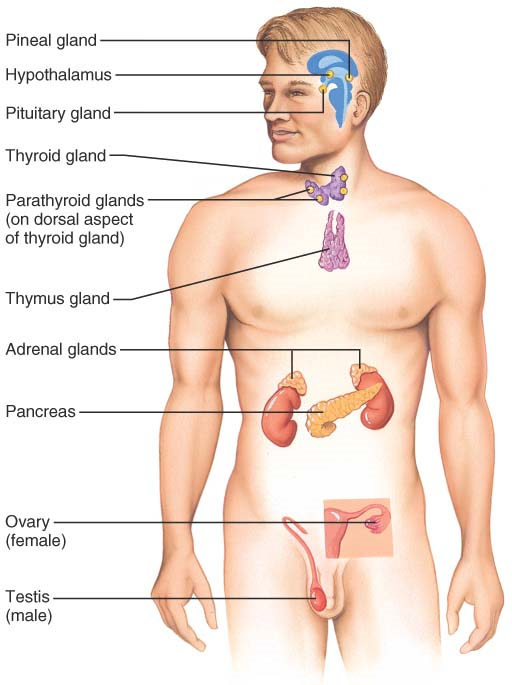 Pineal gland
Hypothalamus
Pituitary gland
Thyroid gland
Parathyroid glands
(on dorsal aspect
of thyroid gland)
Thymus gland
Adrenal glands
Pancreas
Ovary
(female)
Testis
(male)